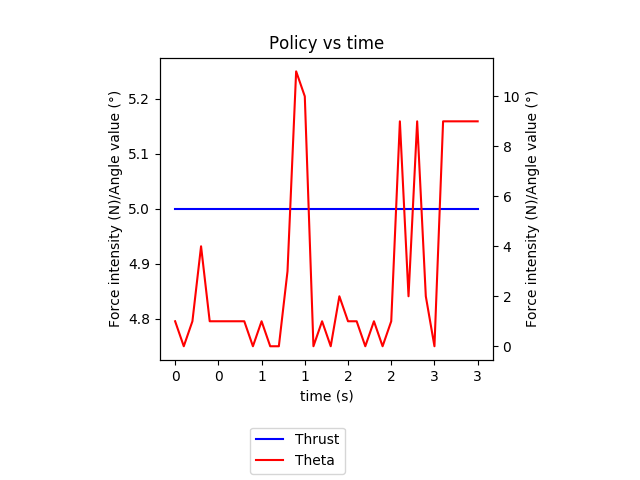 Policy vs time
Force intensity (N)/Angle value (°)
5.2
5.1
5.0
4.9
4.8
10
8
6
4
2
0
Force intensity (N)/Angle value (°)
0 0 1 1 2 2 3 3
time (s)
Thrust
Theta